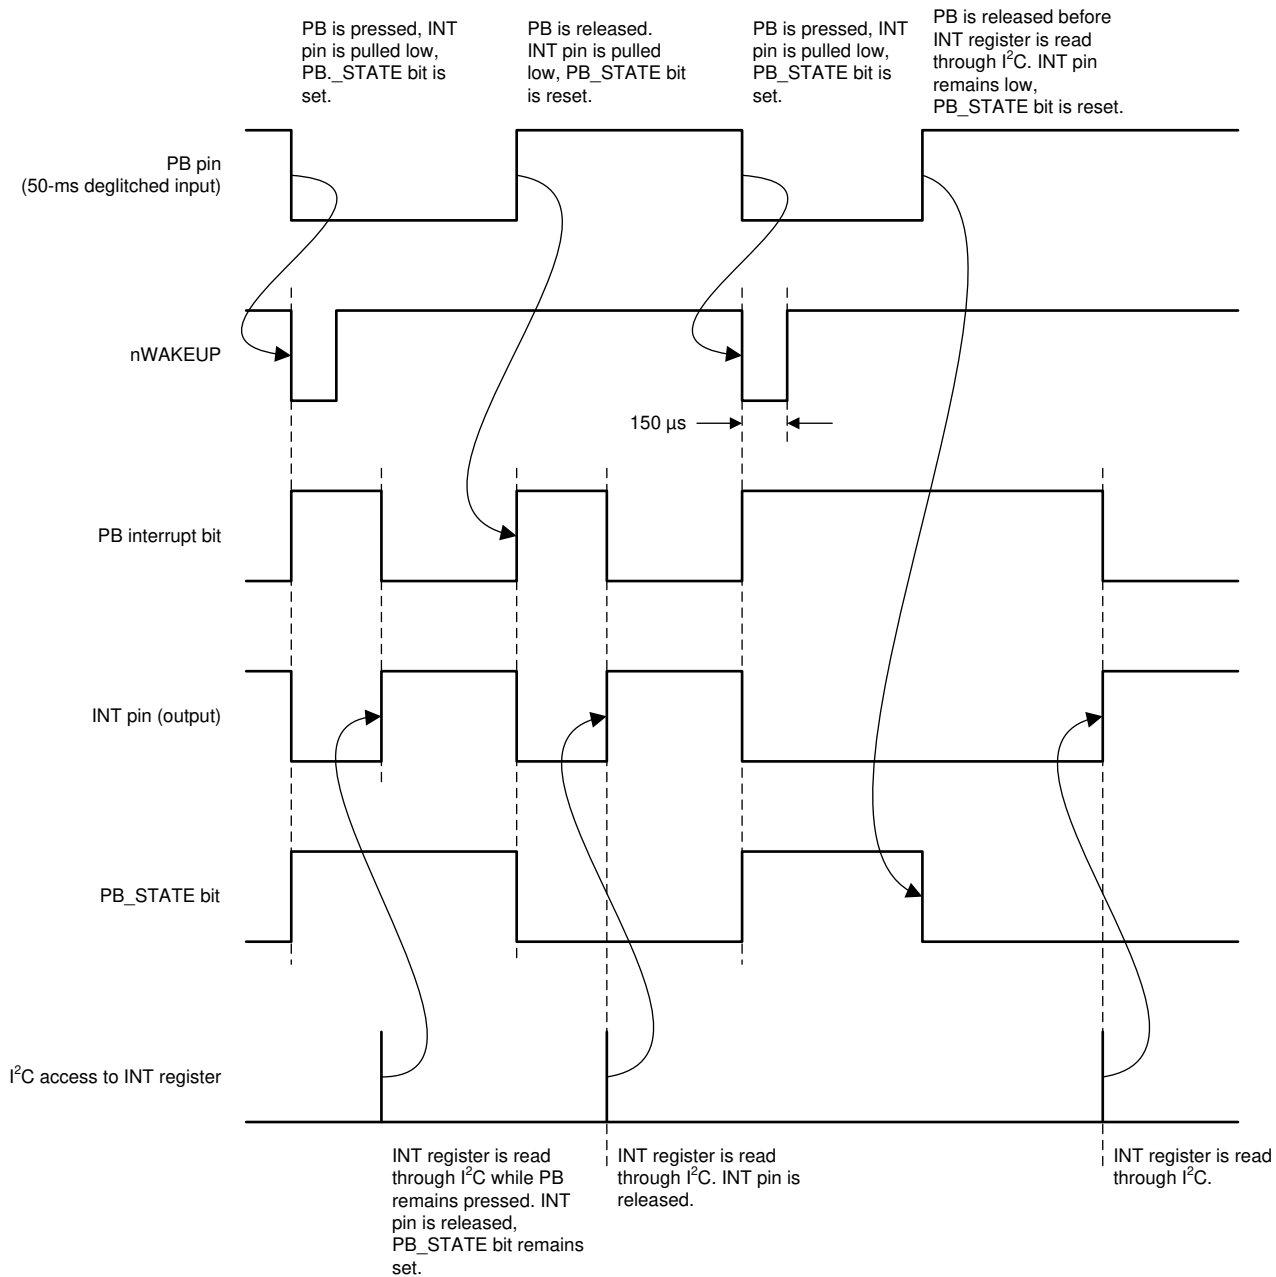 PB is pressed, INT
pin is pulled low,
PB._STATE bit is
set.
PB is released.
INT pin is pulled
low, PB_STATE bit
is reset.
PB is pressed, INT
pin is pulled low,
PB_STATE bit is
set.
PB is released before
INT register is read
through I²C. INT pin
remains low,
PB_STATE bit is reset.
PB pin
(50-ms deglitched input)
nWAKEUP
150 µs
PB interrupt bit
INT pin (output)
PB_STATE bit
I²C access to INT register
INT register is read
through I²C while PB
remains pressed. INT
pin is released,
PB_STATE bit remains
set.
INT register is read
through I²C. INT pin is
released.
INT register is read
through I²C.